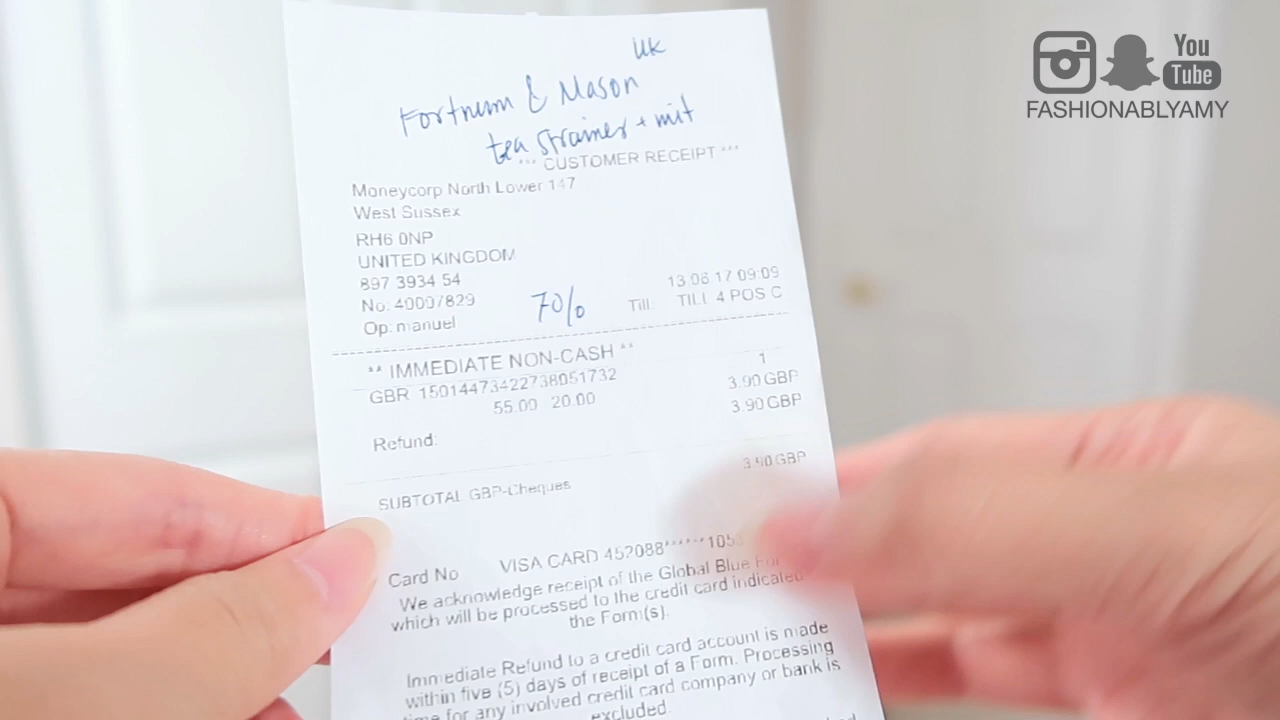 UK
Fortnum & Mason
tea strainer + mit
*** CUSTOMER RECEIPT ***
Moneycorp North Lower 147
West Sussex
RH6 0NP
UNITED KINGDOM
897 3934 54
No: 40007829
Op: manuel
7%
Till
13.06.17 09:09
TILL 4 POS C
** IMMEDIATE NON-CASH **
1
GBR 15014473422738051732
3.90 GBP
55.00 20.00
3.90 GBP
Refund:
3.90 GBP
SUBTOTAL GBP-Cheques
Card No VISA CARD 452088******105
We acknowledge receipt of the Global Blue
which will be processed to the credit card indicated
the Form(s).
Immediate Refund to a credit card account is made
within five (5) days of receipt of a Form. Processing
time for any involved credit card company or bank is
excluded.
You
Tube
FASHIONABLYAMY